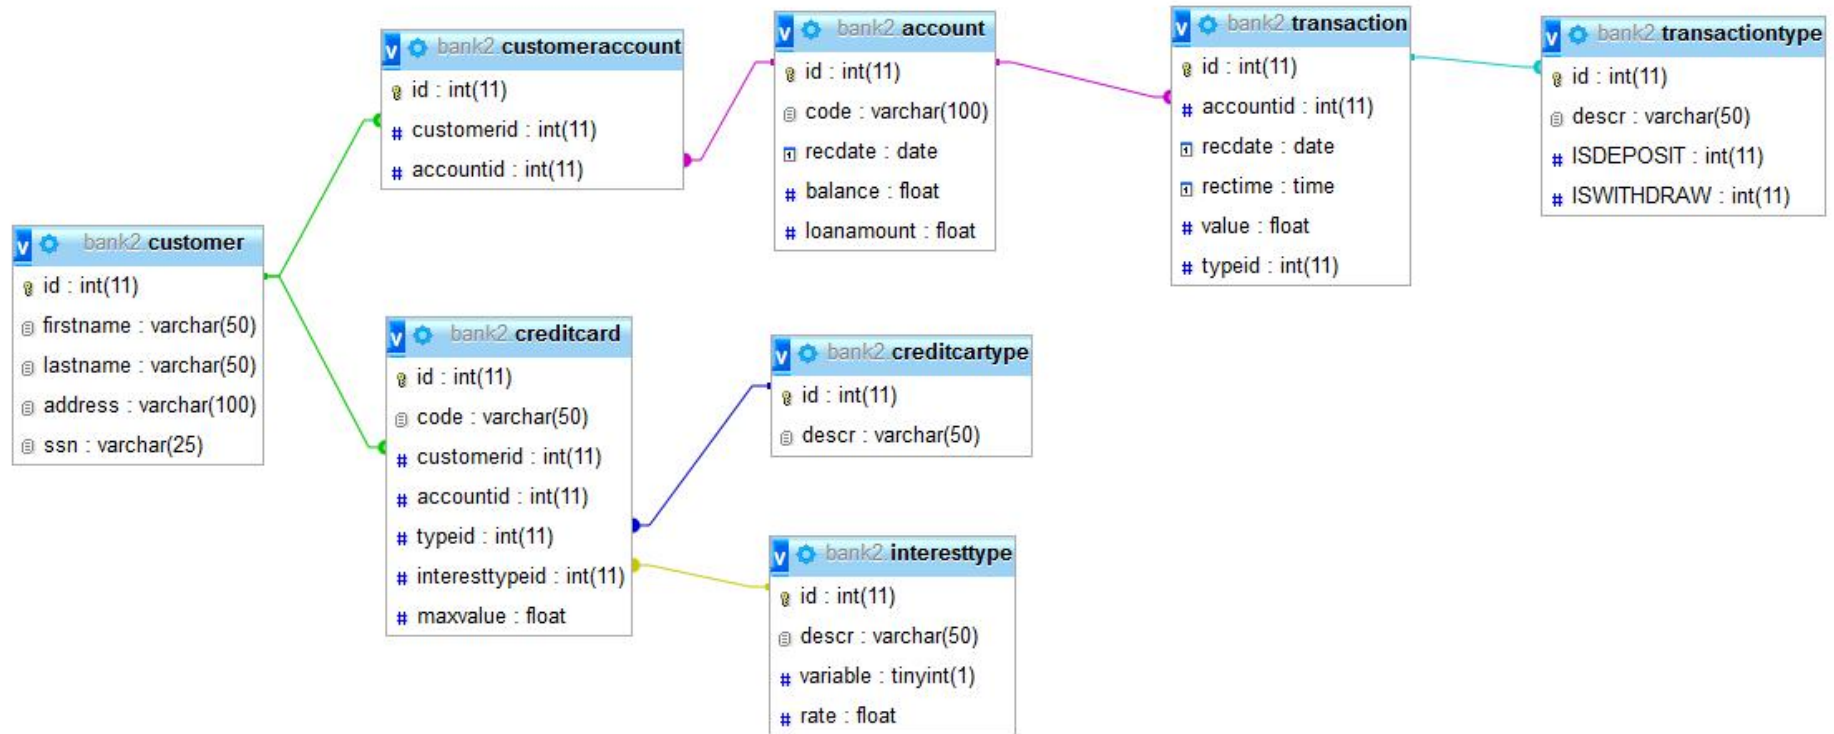 bank2 customeraccount
id : int(11)
customerid : int(11)
accountid : int(11)
bank2 account
id : int(11)
code : varchar(100)
recdate : date
balance : float
loanamount : float
bank2 transaction
id : int(11)
accountid : int(11)
recdate : date
rectime : time
value : float
typeid : int(11)
bank2 transactiontype
id : int(11)
descr : varchar(50)
ISDEPOSIT : int(11)
ISWITHDRAW : int(11)
bank2 customer
id : int(11)
firstname : varchar(50)
lastname : varchar(50)
address : varchar(100)
ssn : varchar(25)
bank2 creditcard
id : int(11)
code : varchar(50)
customerid : int(11)
accountid : int(11)
typeid : int(11)
interesttypeid : int(11)
maxvalue : float
bank2 creditcartype
id : int(11)
descr : varchar(50)
bank2 interesttype
id : int(11)
descr : varchar(50)
variable : tinyint(1)
rate : float